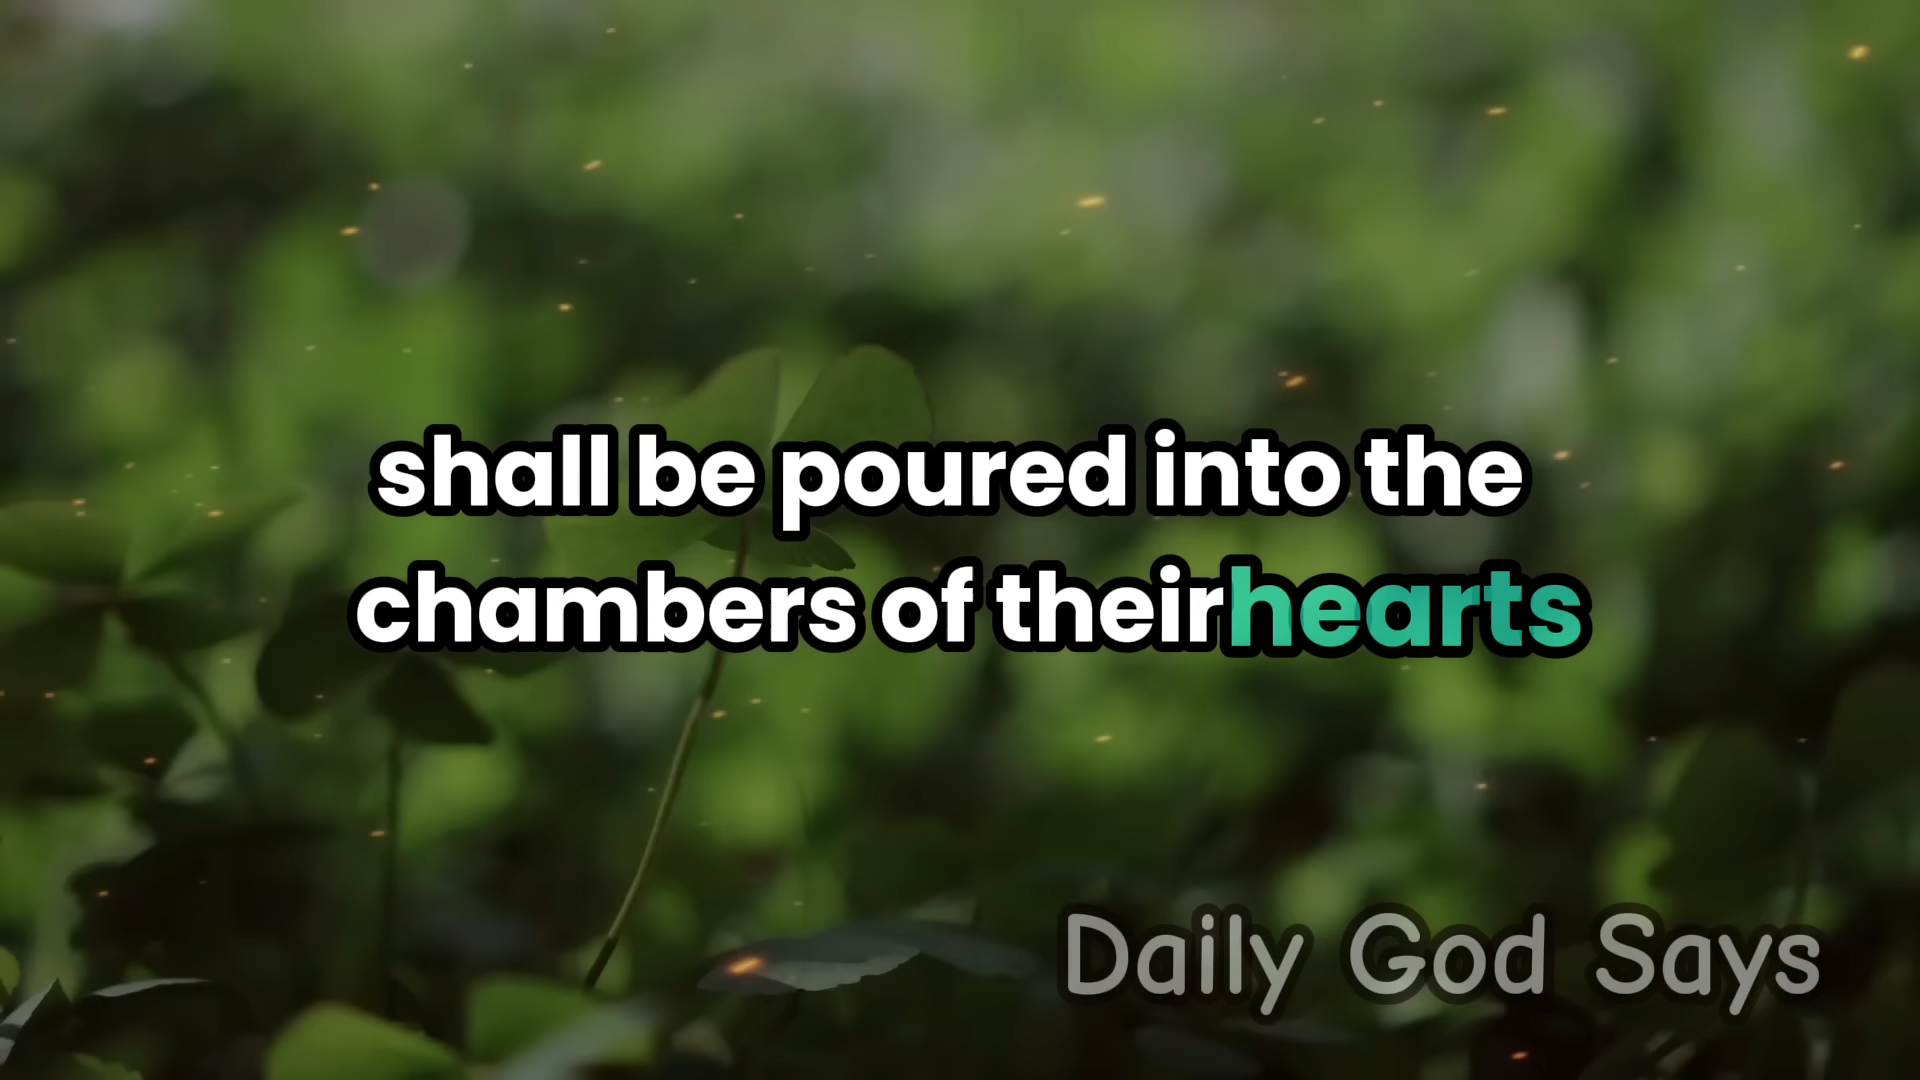 shall be poured into the
chambers of their hearts
Daily God Says